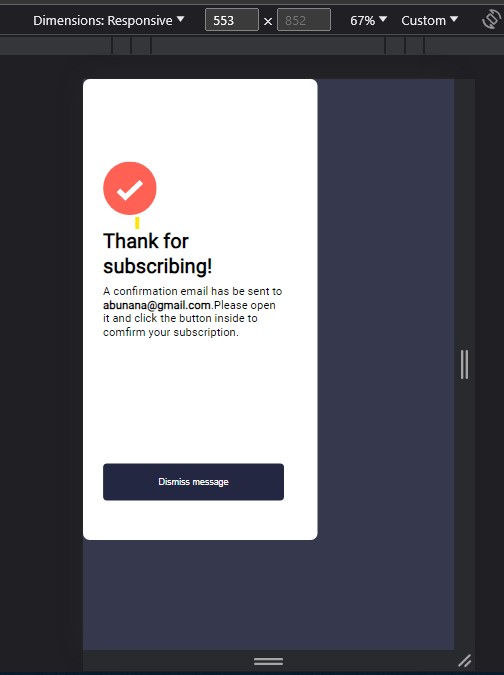 Dimensions: Responsive 553 × 852 67% Custom
Thank for
subscribing!
A confirmation email has be sent to
abunana@gmail.com.Please open
it and click the button inside to
comfirm your subscription.
Dismiss message